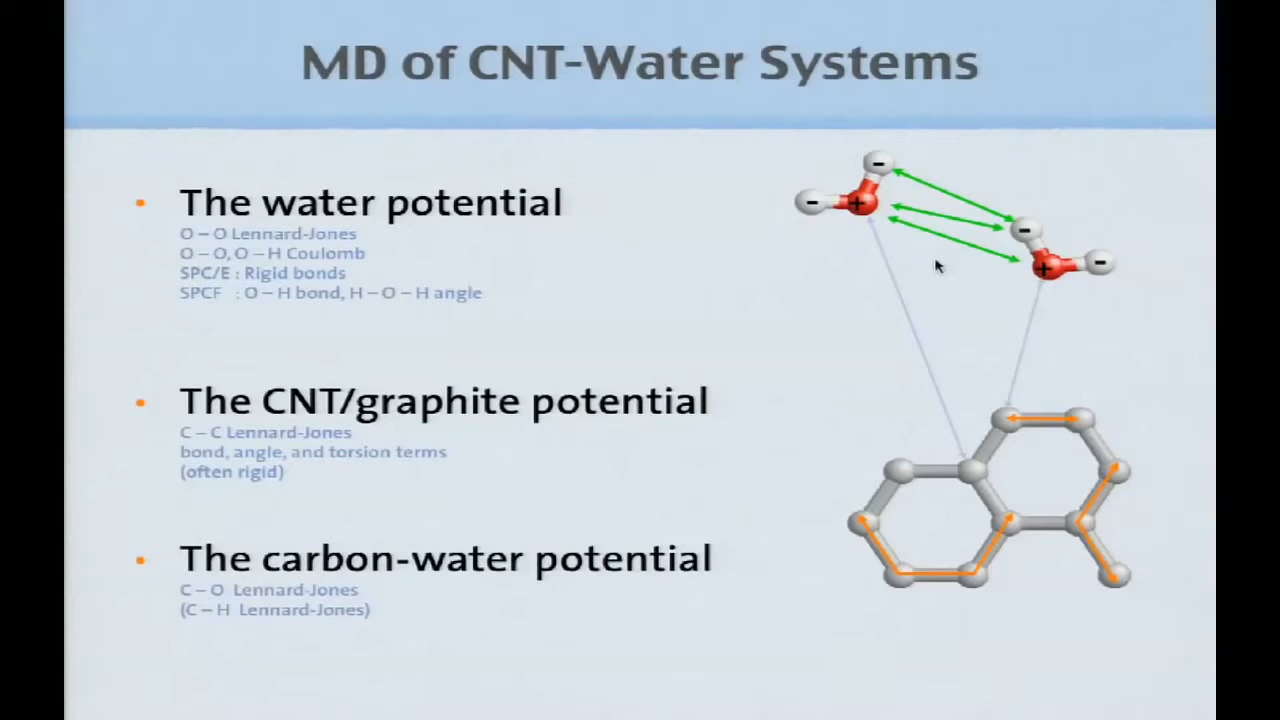 MD of CNT-Water Systems
• The water potential
O – O Lennard-Jones
O – O, O – H Coulomb
SPC/E : Rigid bonds
SPCF : O – H bond, H – O – H angle
• The CNT/graphite potential
C – C Lennard-Jones
bond, angle, and torsion terms
(often rigid)
• The carbon-water potential
C – O Lennard-Jones
(C – H Lennard-Jones)
-
-
+
-
+
-